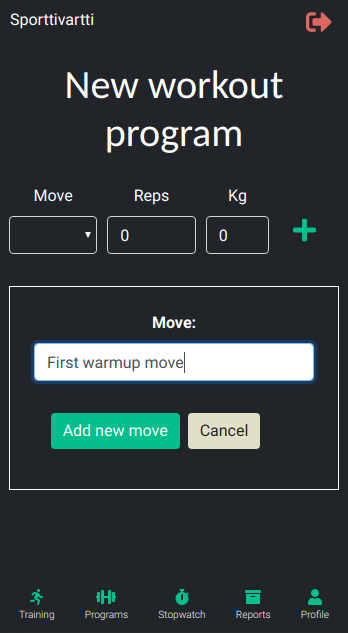 Sporttivartti
New workout
program
Move Reps Kg
0 0
Move:
First warmup move
Add new move Cancel
Training Programs Stopwatch Reports Profile